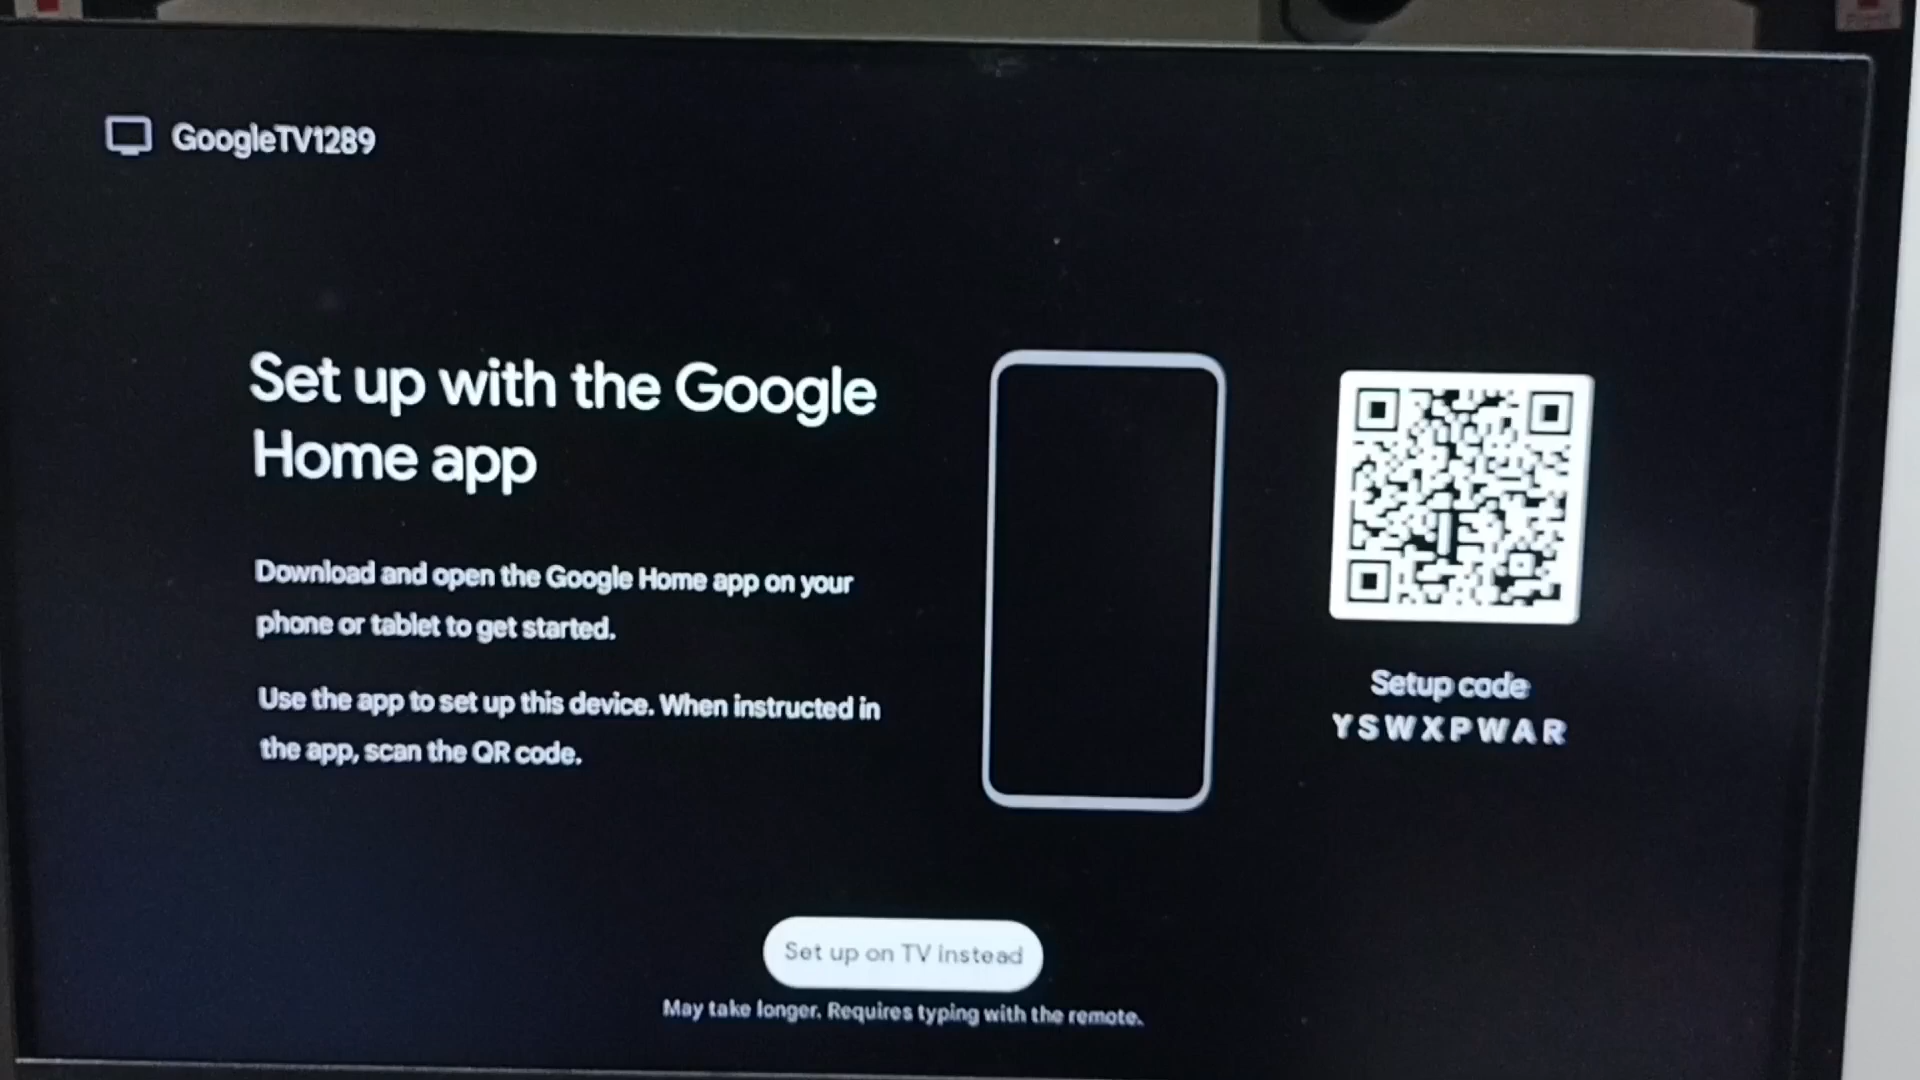 GoogleTV1289
Set up with the Google
Home app
Download and open the Google Home app on your
phone or tablet to get started.
Use the app to set up this device. When instructed in
the app, scan the QR code.
Setup code
YSWXPWAR
Set up on TV instead
May take longer. Requires typing with the remote.